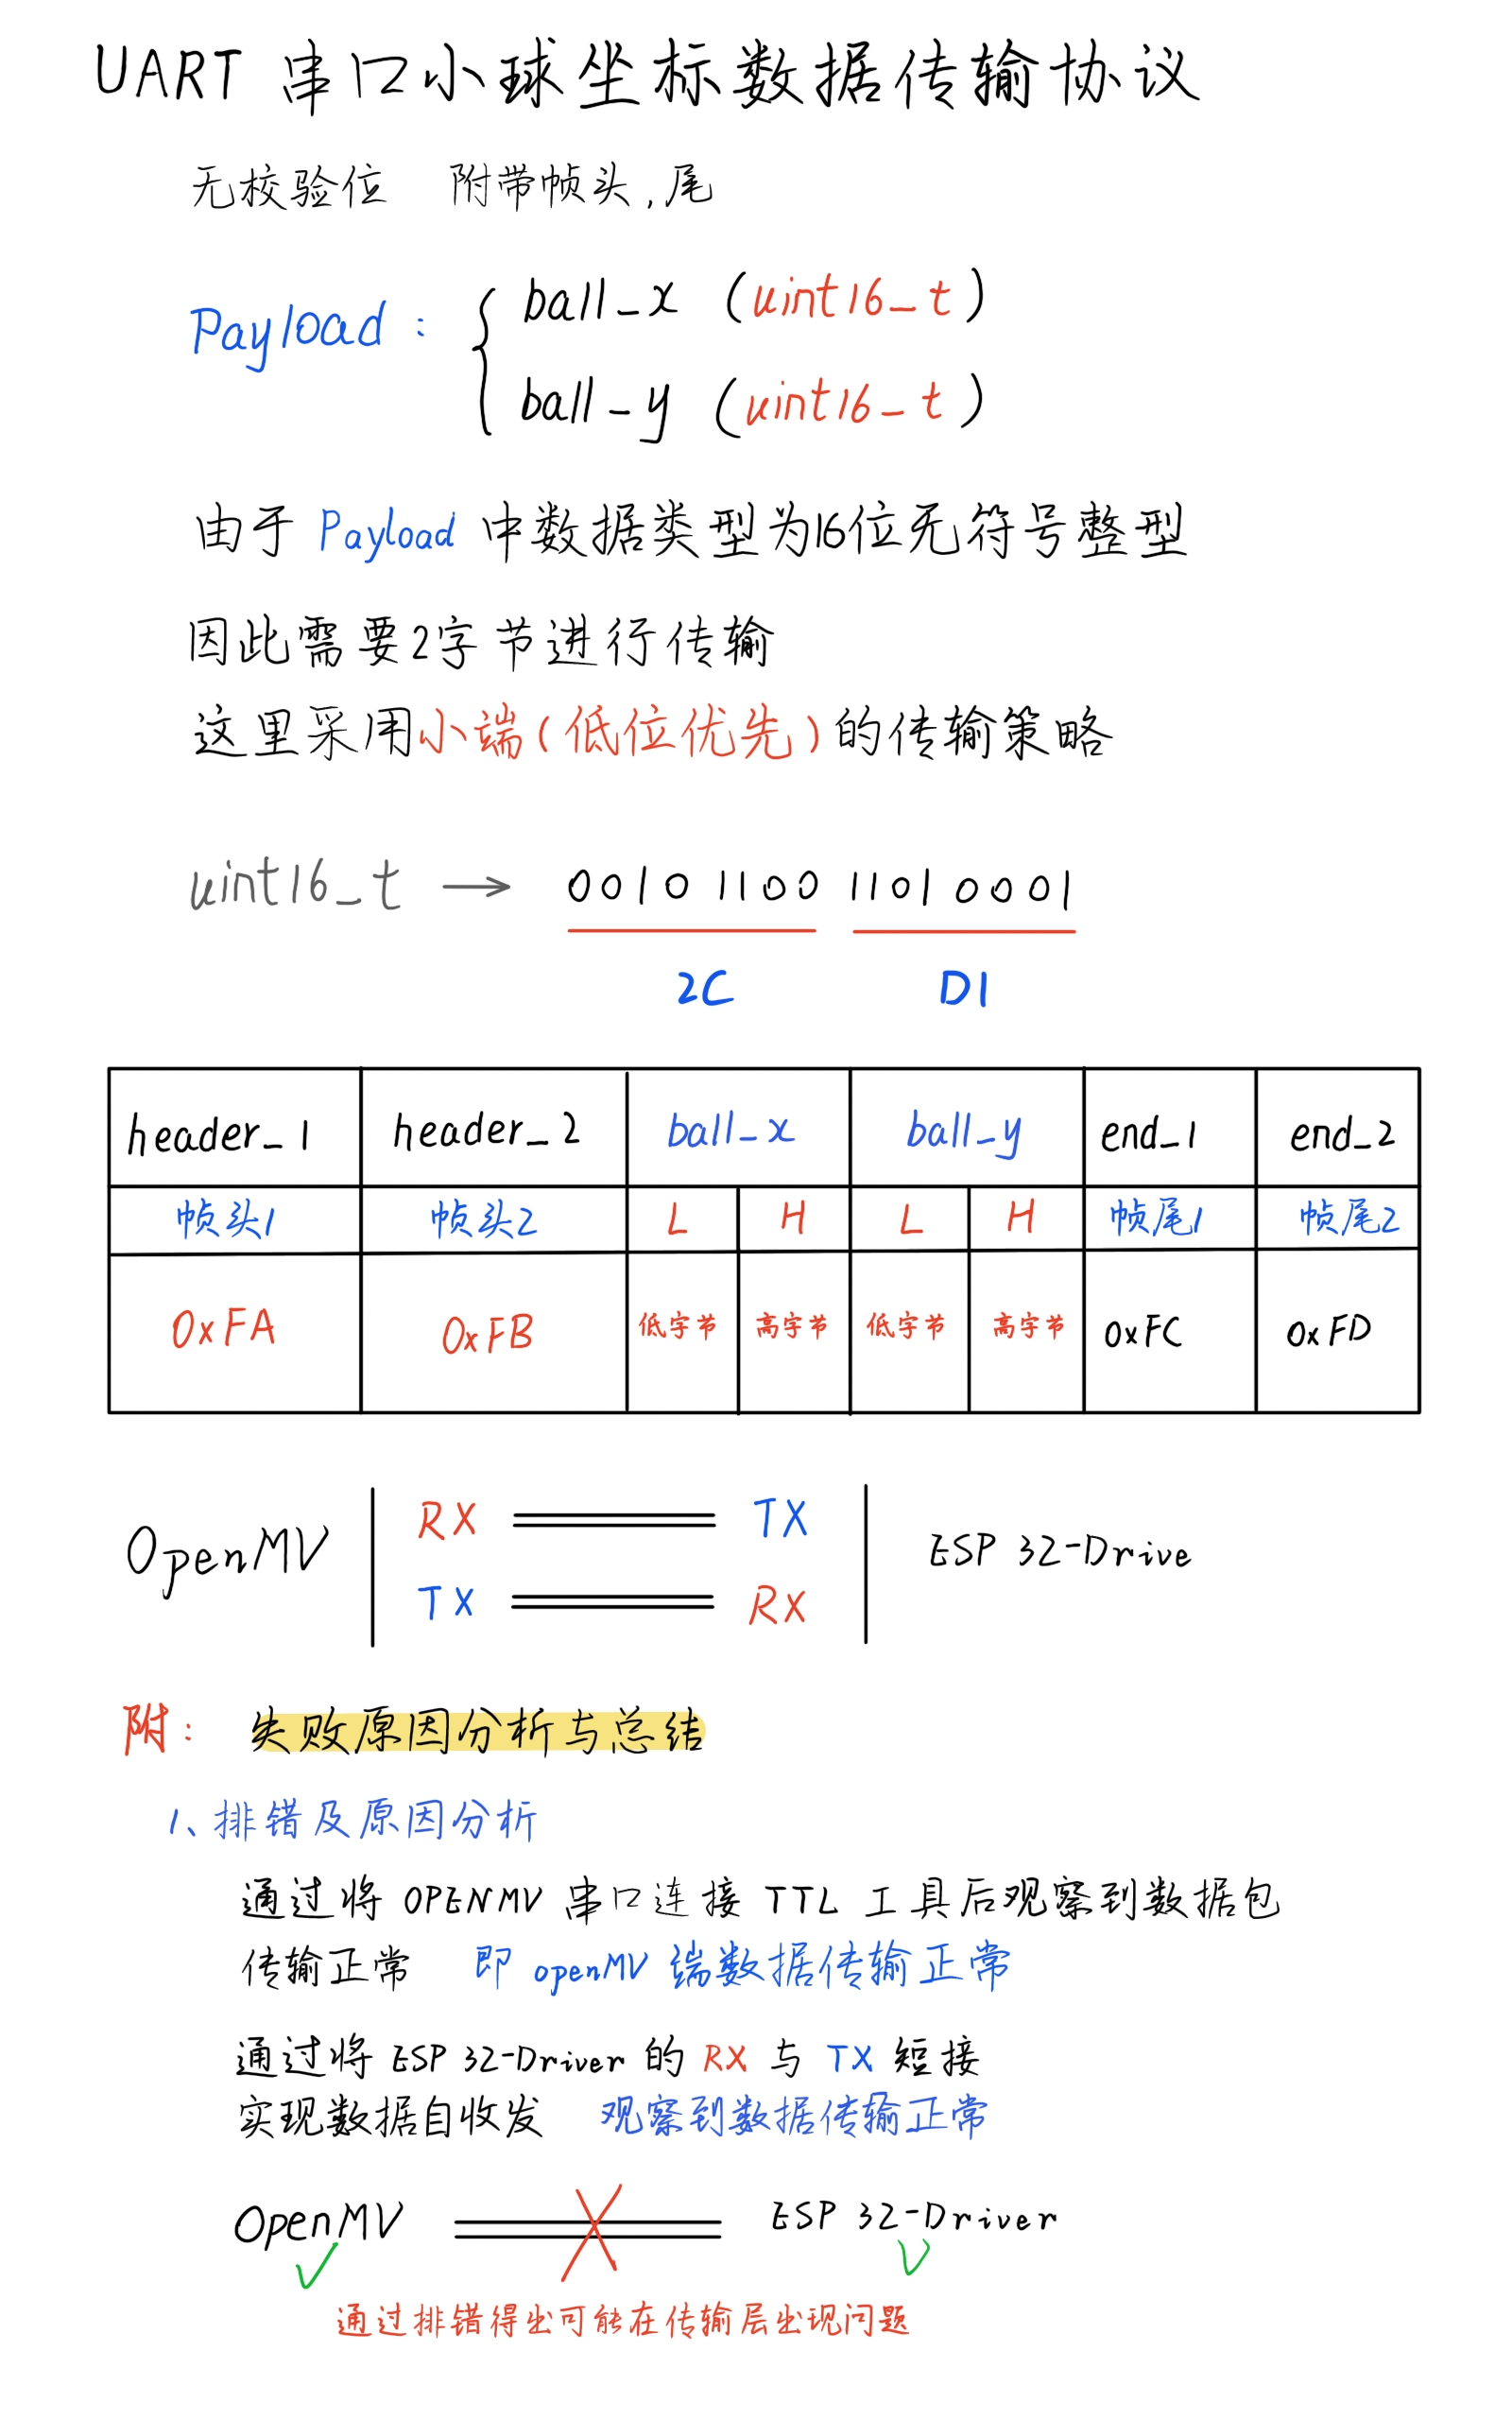 UART 串口小球坐标数据传输协议
无校验位 附带帧头,尾
Payload : { ball_x (uint16_t)
ball_y (uint16_t)
由于 Payload 中数据类型为16位无符号整型
因此需要2字节进行传输
这里采用小端(低位优先)的传输策略
uint16_t → 0010 1100 1101 0001
2C D1
header_1 header_2 ball_x ball_y end_1 end_2
帧头1 帧头2 L H L H 帧尾1 帧尾2
0xFA 0xFB 低字节 高字节 低字节 高字节 0xFC 0xFD
RX TX
OpenMV ESP 32-Drive
TX RX
附: 失败原因分析与总结
1、排错及原因分析
通过将 OPENMV 串口连接 TTL 工具后观察到数据包
传输正常 即 openMV 端数据传输正常
通过将 ESP 32-Driver 的 RX 与 TX 短接
实现数据自收发 观察到数据传输正常
OpenMV ESP 32-Driver
通过排错得出可能在传输层出现问题